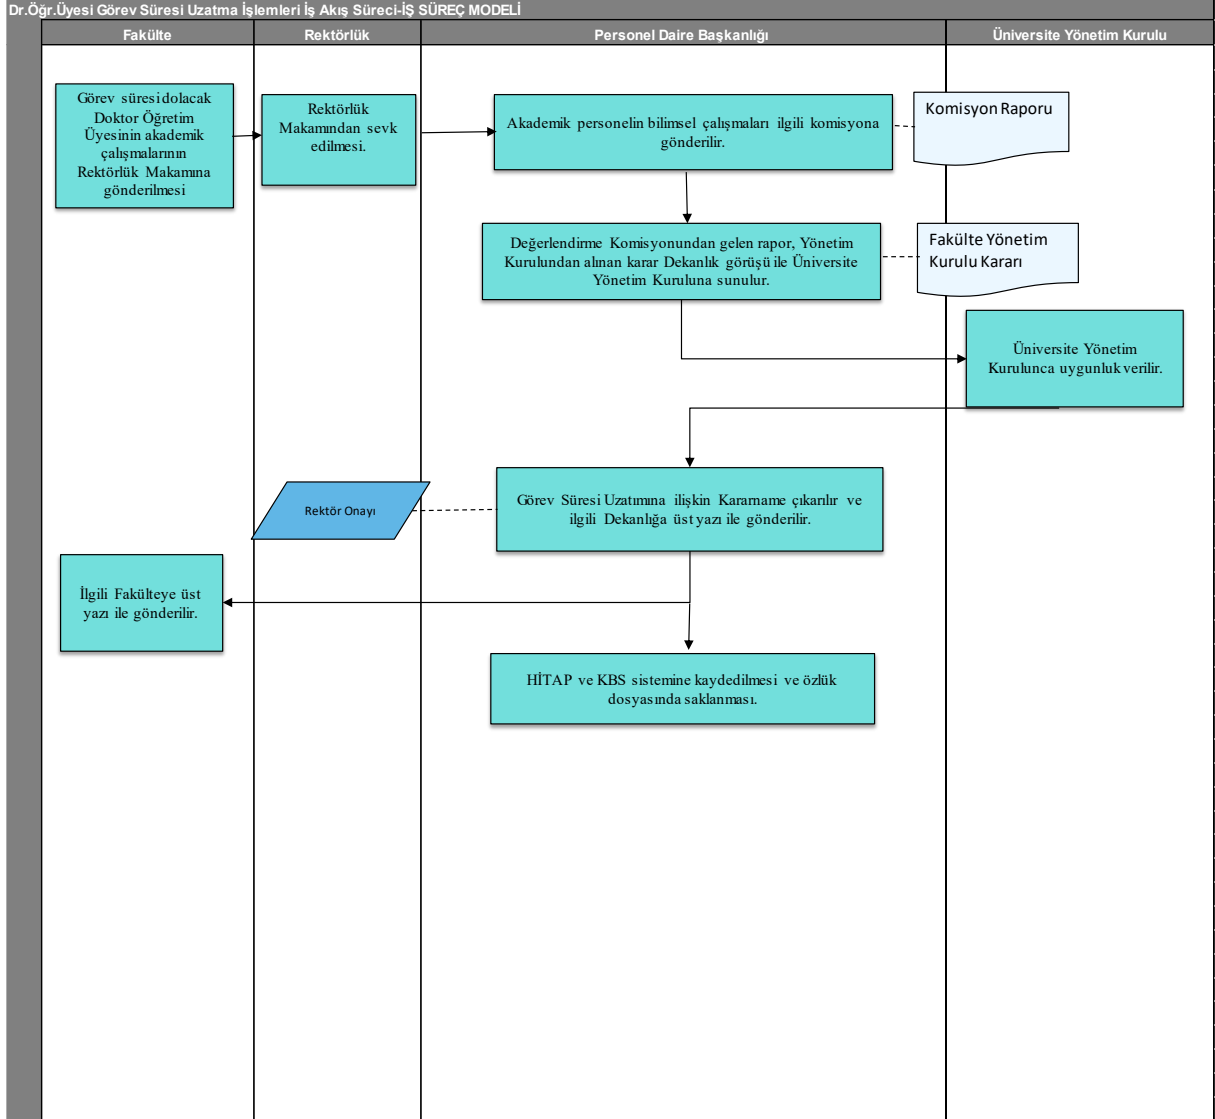 Dr.Öğr.Üyesi Görev Süresi Uzatma İşlemleri İş Akış Süreci-İŞ SÜREÇ MODELİ
Fakülte
Rektörlük
Personel Daire Başkanlığı
Üniversite Yönetim Kurulu
Görev süresi dolacak
Doktor Öğretim
Üyesinin akademik
çalışmalarının
Rektörlük Makamına
gönderilmesi
Rektörlük
Makamından sevk
edilmesi.
Akademik personelin bilimsel çalışmaları ilgili komisyona
gönderilir.
Komisyon Raporu
Değerlendirme Komisyonundan gelen rapor, Yönetim
Kurulundan alınan karar Dekanlık görüşü ile Üniversite
Yönetim Kuruluna sunulur.
Fakülte Yönetim
Kurulu Kararı
Üniversite Yönetim
Kurulunca uygunluk verilir.
Rektör Onayı
Görev Süresi Uzatımına ilişkin Kararname çıkarılır ve
ilgili Dekanlığa üst yazı ile gönderilir.
İlgili Fakülteye üst
yazı ile gönderilir.
HİTAP ve KBS sistemine kaydedilmesi ve özlük
dosyasında saklanması.